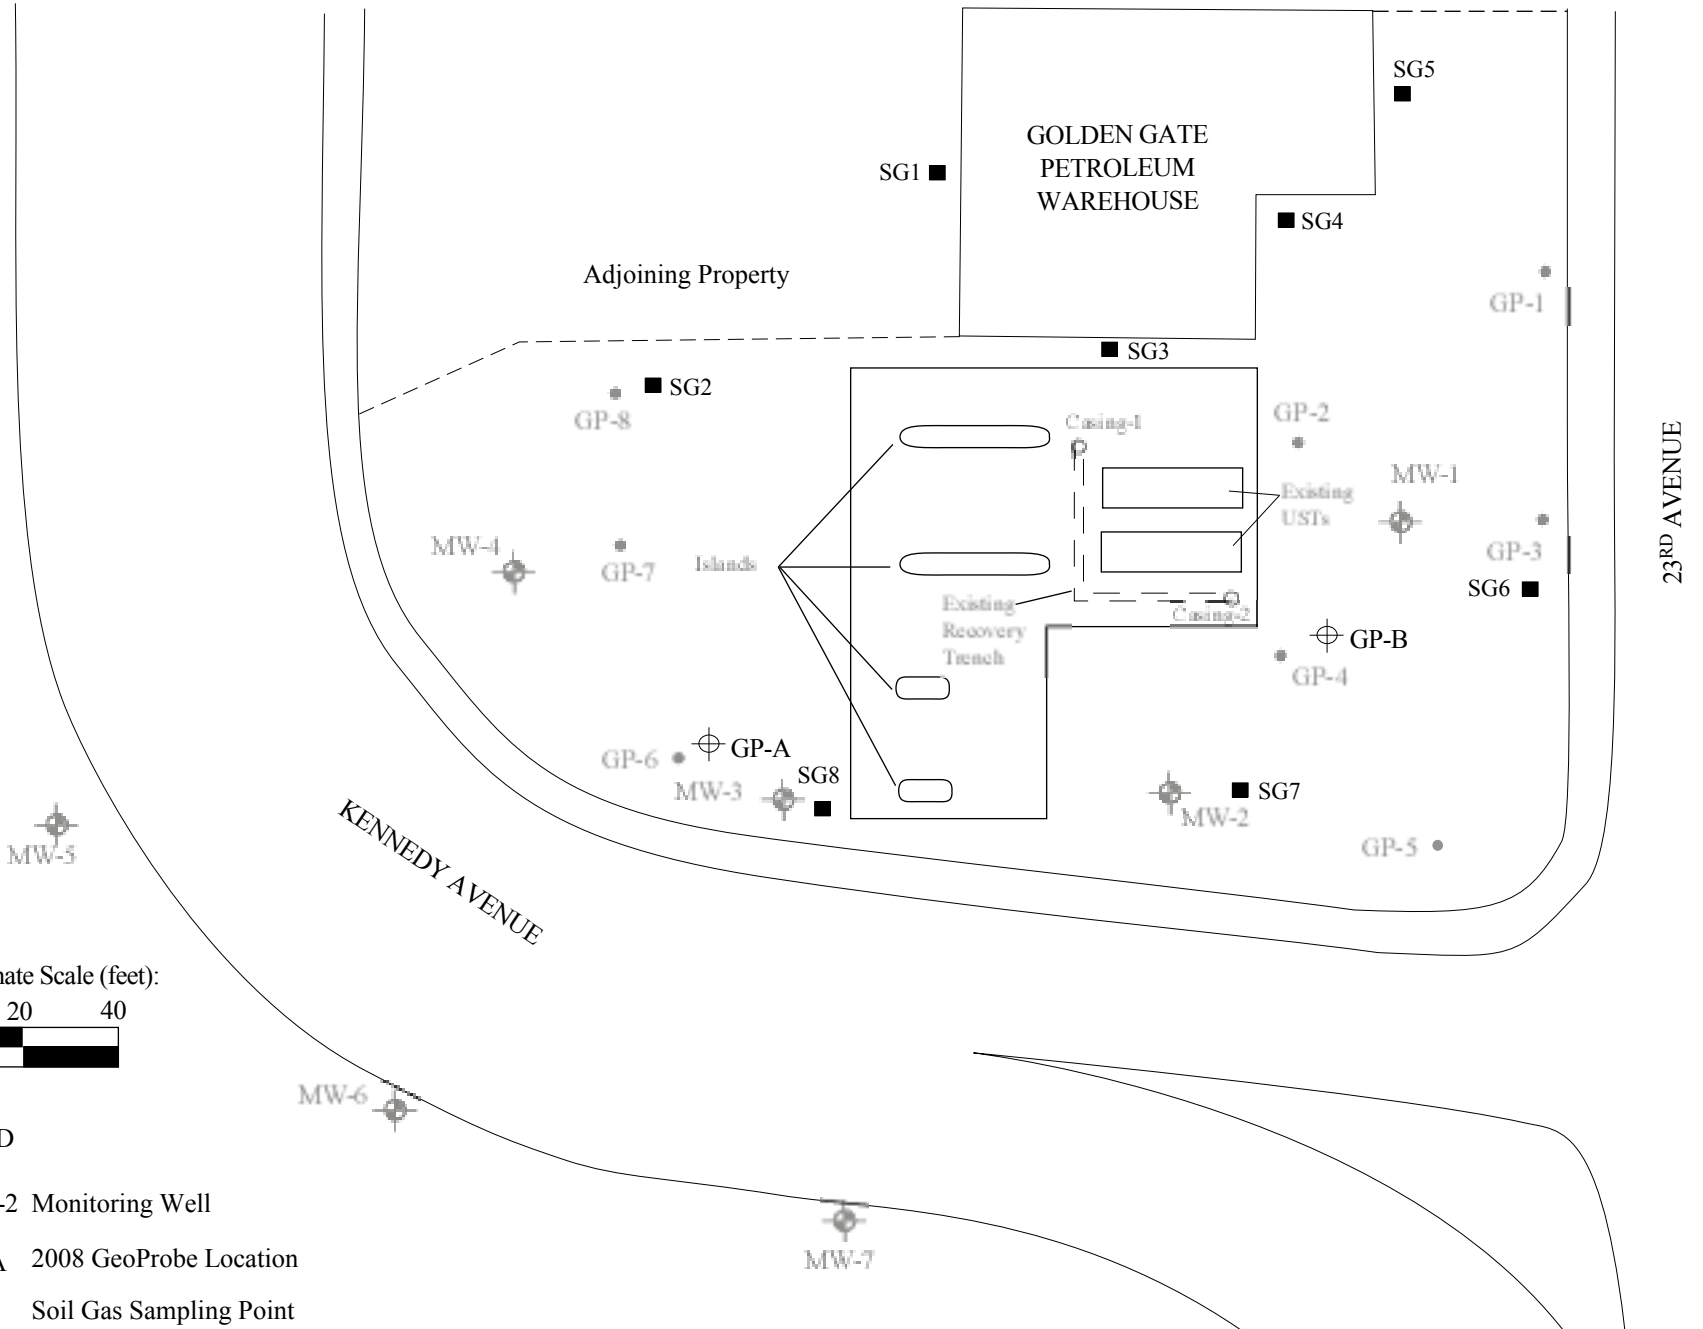 SG5
GOLDEN GATE
PETROLEUM
WAREHOUSE
SG1
SG4
Adjoining Property
GP-1
SG3
SG2
GP-8
Casing-1
GP-2
MW-1
Existing
USTs
23RD AVENUE
MW-4
GP-7
Islands
GP-3
SG6
Existing
Recovery
Trench
Casing-2
GP-B
GP-4
GP-A
GP-6
SG8
MW-3
SG7
MW-2
GP-5
MW-5
KENNEDY AVENUE
Scale (feet):
20 40
MW-6
D
-2 Monitoring Well
A 2008 GeoProbe Location
MW-7
Soil Gas Sampling Point